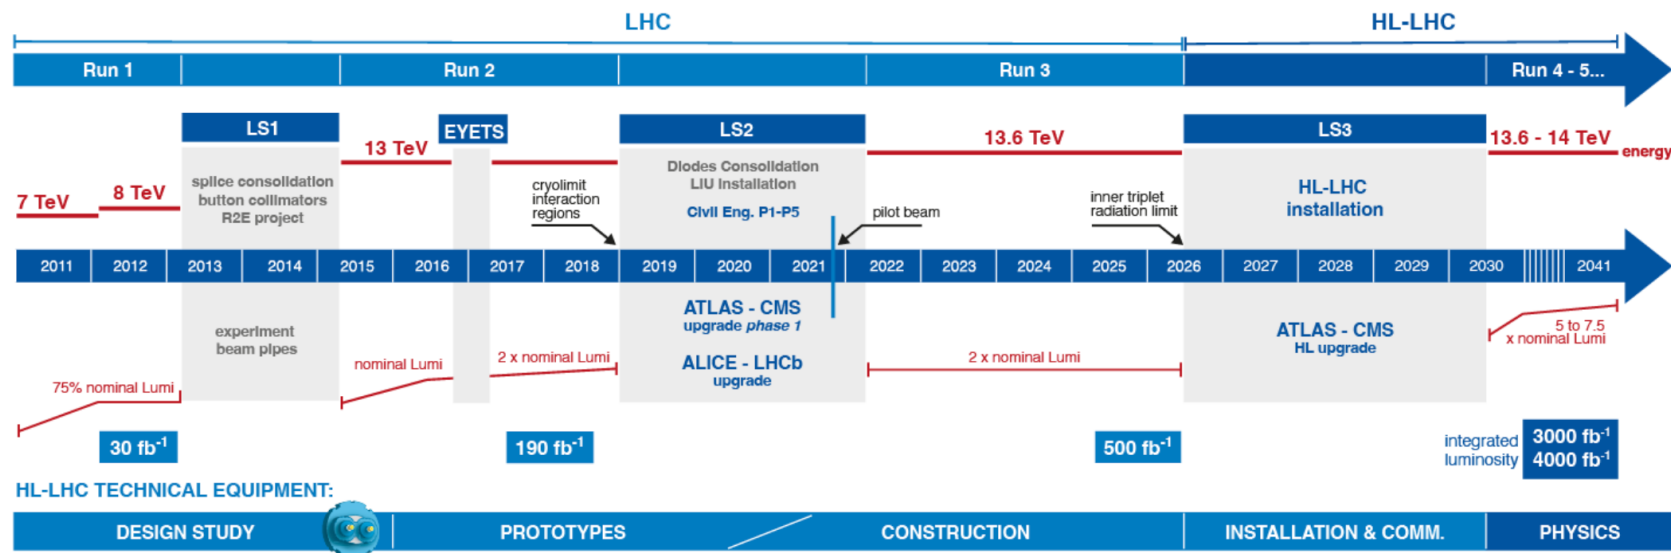 LHC
HL-LHC
Run 1
Run 2
Run 3
Run 4 - 5...
LS1
EYETS
LS2
LS3
13 TeV
13.6 TeV
13.6 - 14 TeV
energy
7 TeV
8 TeV
splice consolidation
button collimators
R2E project
cryolimit
interaction
regions
Diodes Consolidation
LIU Installation
Civil Eng. P1-P5
pilot beam
inner triplet
radiation limit
HL-LHC
installation
2011
2012
2013
2014
2015
2016
2017
2018
2019
2020
2021
2022
2023
2024
2025
2026
2027
2028
2029
2030
2041
experiment
beam pipes
ATLAS - CMS
upgrade phase 1
ALICE - LHCb
upgrade
ATLAS - CMS
HL upgrade
5 to 7.5
x nominal Lumi
75% nominal Lumi
nominal Lumi
2 x nominal Lumi
2 x nominal Lumi
30 fb⁻¹
190 fb⁻¹
500 fb⁻¹
integrated
luminosity
3000 fb⁻¹
4000 fb⁻¹
HL-LHC TECHNICAL EQUIPMENT:
DESIGN STUDY
PROTOTYPES
CONSTRUCTION
INSTALLATION & COMM.
PHYSICS